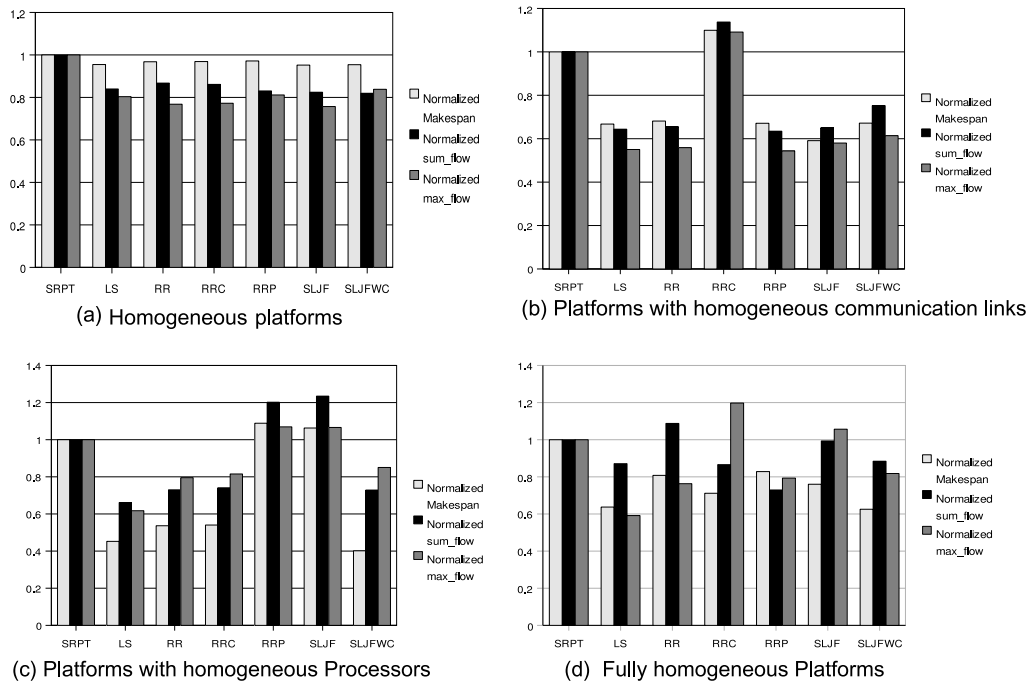 1.2
1
0.8
0.6
0.4
0.2
0
SRPT LS RR RRC RRP SLJF SLJFWC
Normalized
Makespan
Normalized
sum_flow
Normalized
max_flow
(a) Homogeneous platforms
1.2
1
0.8
0.6
0.4
0.2
0
SRPT LS RR RRC RRP SLJF SLJFWC
Normalized
Makespan
Normalized
sum_flow
Normalized
max_flow
(b) Platforms with homogeneous communication links
1.4
1.2
1
0.8
0.6
0.4
0.2
0
SRPT LS RR RRC RRP SLJF SLJFWC
Normalized
Makespan
Normalized
sum_flow
Normalized
max_flow
(c) Platforms with homogeneous Processors
1.4
1.2
1
0.8
0.6
0.4
0.2
0
SRPT LS RR RRC RRP SLJF SLJFWC
Normalized
Makespan
Normalized
sum_flow
Normalized
max_flow
(d) Fully homogeneous Platforms